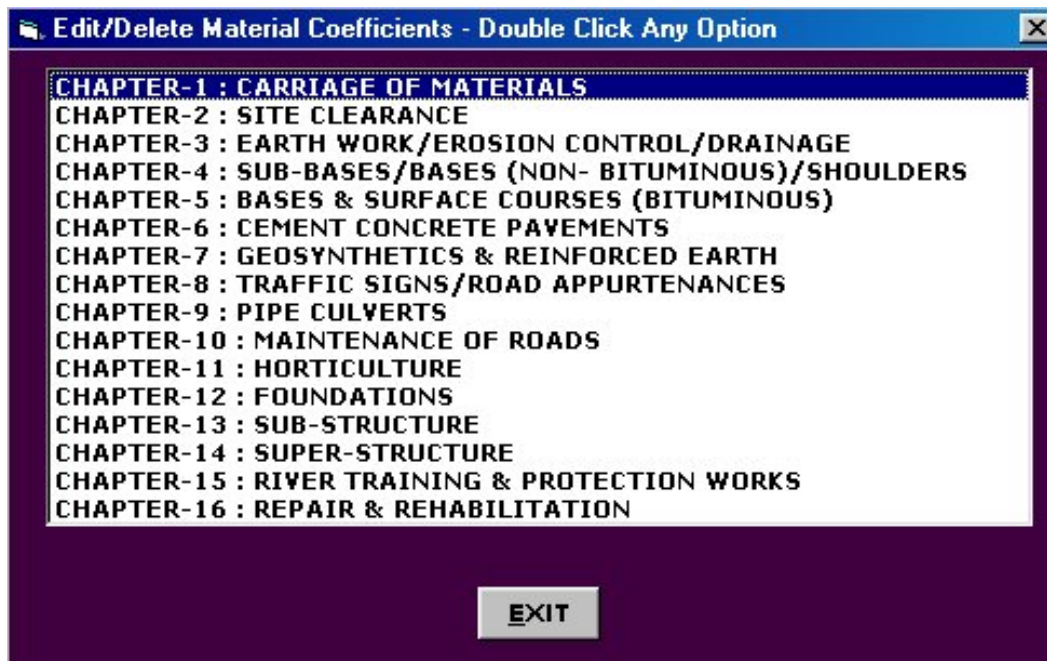 Edit/Delete Material Coefficients - Double Click Any Option
CHAPTER-1 : CARRIAGE OF MATERIALS
CHAPTER-2 : SITE CLEARANCE
CHAPTER-3 : EARTH WORK/EROSION CONTROL/DRAINAGE
CHAPTER-4 : SUB-BASES/BASES (NON- BITUMINOUS)/SHOULDERS
CHAPTER-5 : BASES & SURFACE COURSES (BITUMINOUS)
CHAPTER-6 : CEMENT CONCRETE PAVEMENTS
CHAPTER-7 : GEOSYNTHETICS & REINFORCED EARTH
CHAPTER-8 : TRAFFIC SIGNS/ROAD APPURTENANCES
CHAPTER-9 : PIPE CULVERTS
CHAPTER-10 : MAINTENANCE OF ROADS
CHAPTER-11 : HORTICULTURE
CHAPTER-12 : FOUNDATIONS
CHAPTER-13 : SUB-STRUCTURE
CHAPTER-14 : SUPER-STRUCTURE
CHAPTER-15 : RIVER TRAINING & PROTECTION WORKS
CHAPTER-16 : REPAIR & REHABILITATION
EXIT